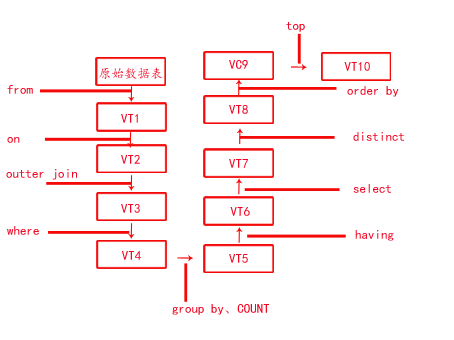 原始数据表
from
VT1
on
VT2
outter join
VT3
where
VT4
group by、COUNT
VT5
having
VT6
select
VT7
distinct
VT8
order by
VC9
top
VT10